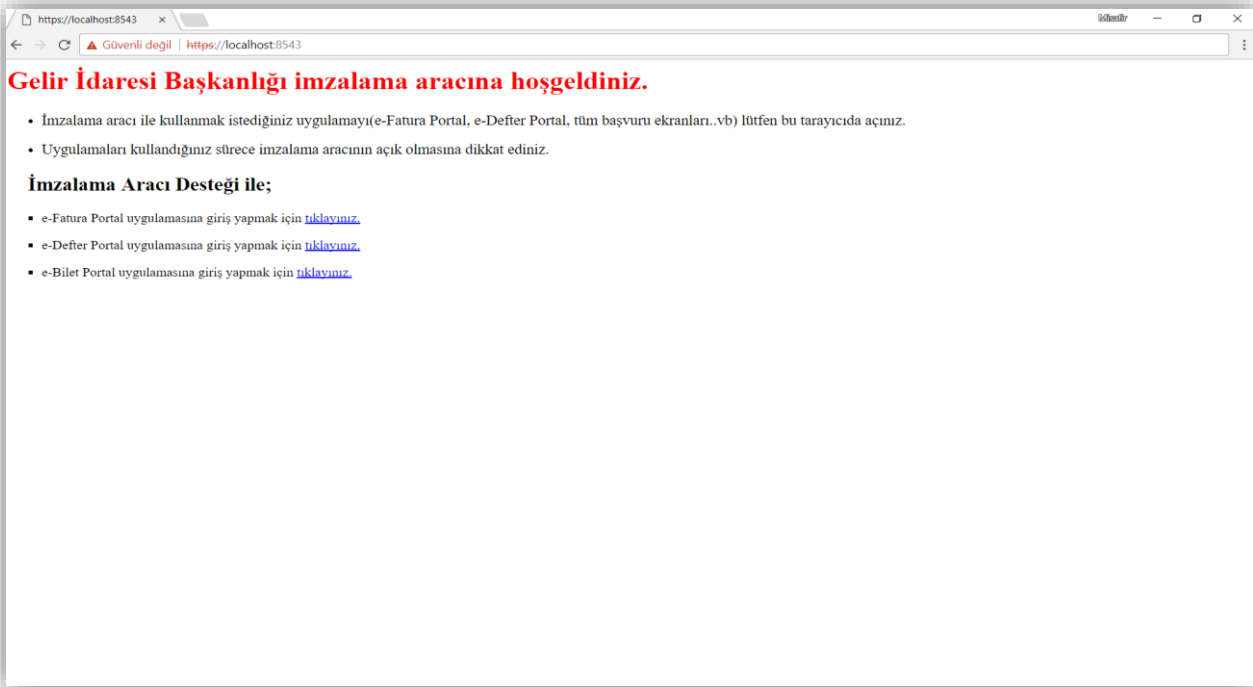 https://localhost:8543
Misafir
Güvenli değil | https://localhost:8543
Gelir İdaresi Başkanlığı imzalama aracına hoşgeldiniz.
İmzalama aracı ile kullanmak istediğiniz uygulamayı(e-Fatura Portal, e-Defter Portal, tüm başvuru ekranları..vb) lütfen bu tarayıcıda açınız.
Uygulamaları kullandığınız sürece imzalama aracının açık olmasına dikkat ediniz.
İmzalama Aracı Desteği ile;
e-Fatura Portal uygulamasına giriş yapmak için tıklayınız.
e-Defter Portal uygulamasına giriş yapmak için tıklayınız.
e-Bilet Portal uygulamasına giriş yapmak için tıklayınız.